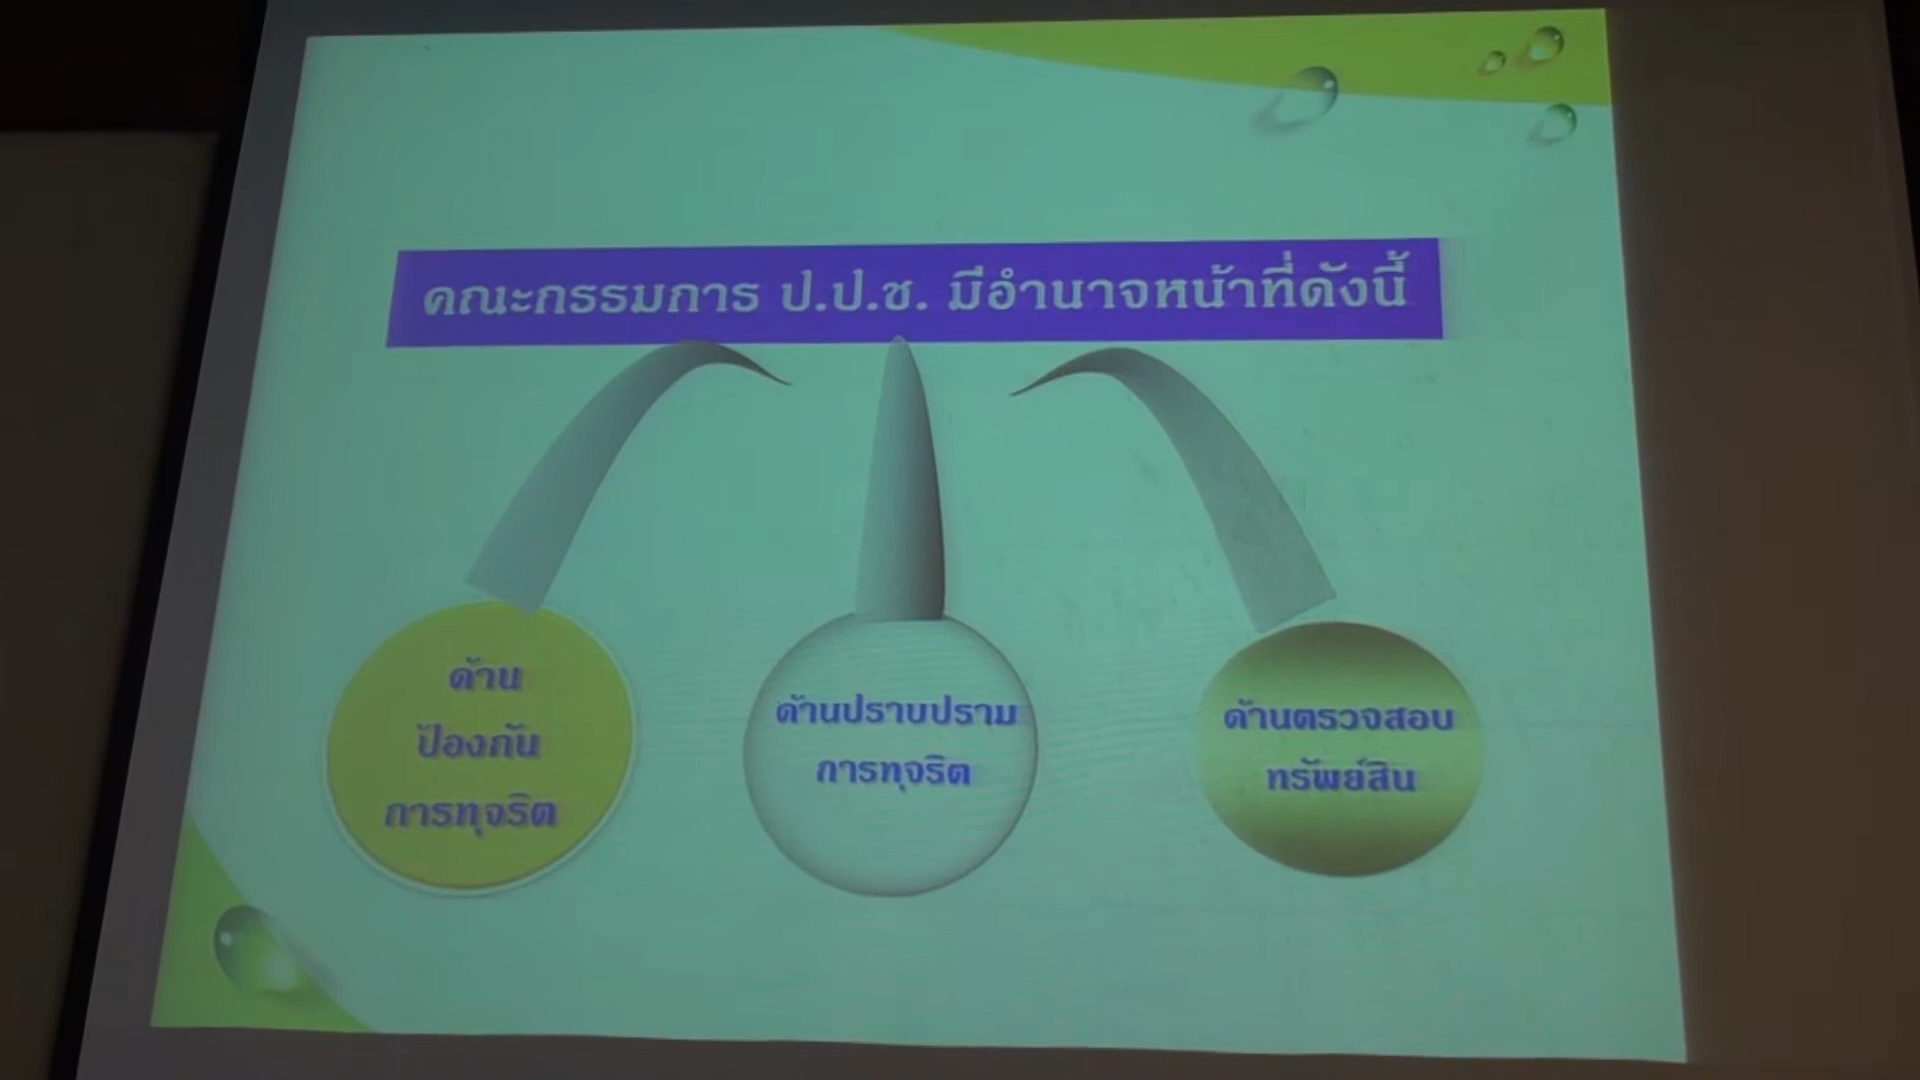 คณะกรรมการ ป.ป.ช. มีอำนาจหน้าที่ดังนี้
ด้าน
ป้องกัน
การทุจริต
ด้านปราบปราม
การทุจริต
ด้านตรวจสอบ
ทรัพย์สิน